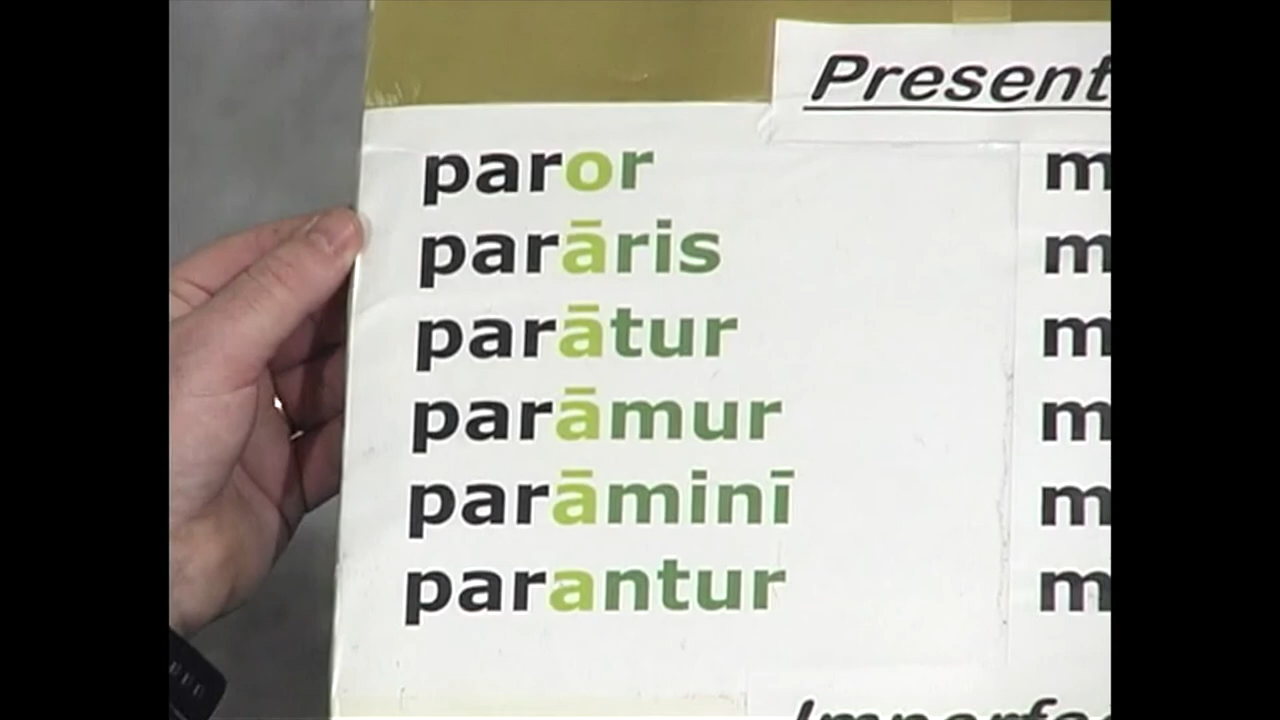 Present
paror m
parāris m
parātur m
parāmur m
parāminī m
parantur m